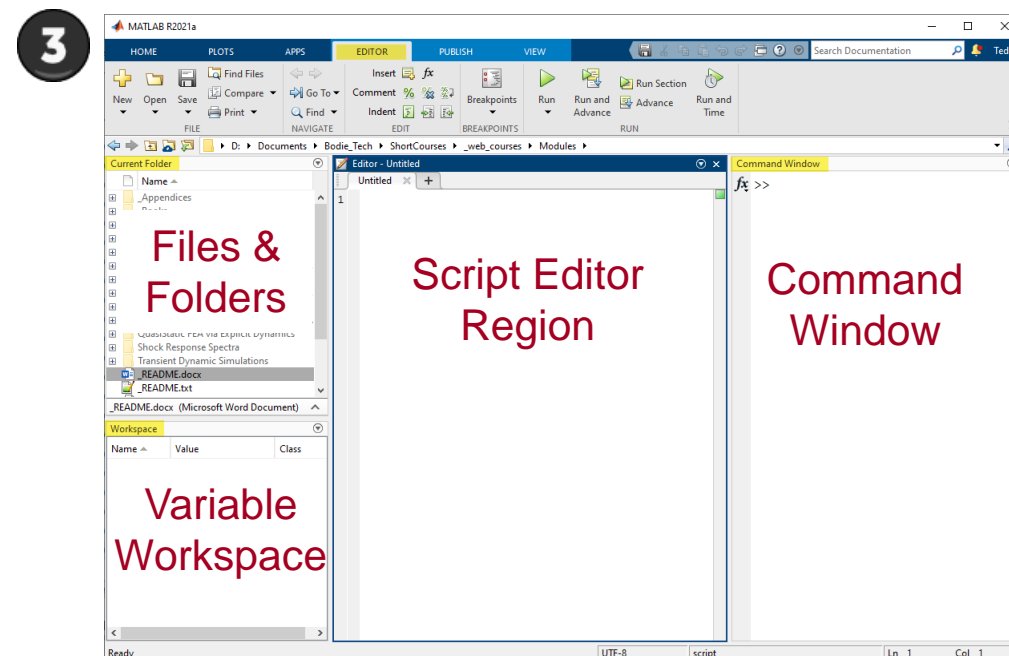 3
MATLAB R2021a
HOME PLOTS APPS EDITOR PUBLISH VIEW Search Documentation Ted
New Open Save Find Files Compare Print
FILE
Go To Find
NAVIGATE
Insert fx Comment % Indent
EDIT
Breakpoints
BREAKPOINTS
Run Run and Advance Run Section Advance Run and Time
RUN
D: Documents Bodie_Tech ShortCourses _web_courses Modules
Current Folder
Name
_Appendices
Files &
Folders
QuasiStatic FEA via Explicit Dynamics
Shock Response Spectra
Transient Dynamic Simulations
_README.docx
_README.txt
_README.docx (Microsoft Word Document)
Workspace
Name Value Class
Variable
Workspace
Editor - Untitled
Untitled +
1
Script Editor
Region
Command Window
fx >>
Command
Window
Ready UTF-8 script Ln 1 Col 1